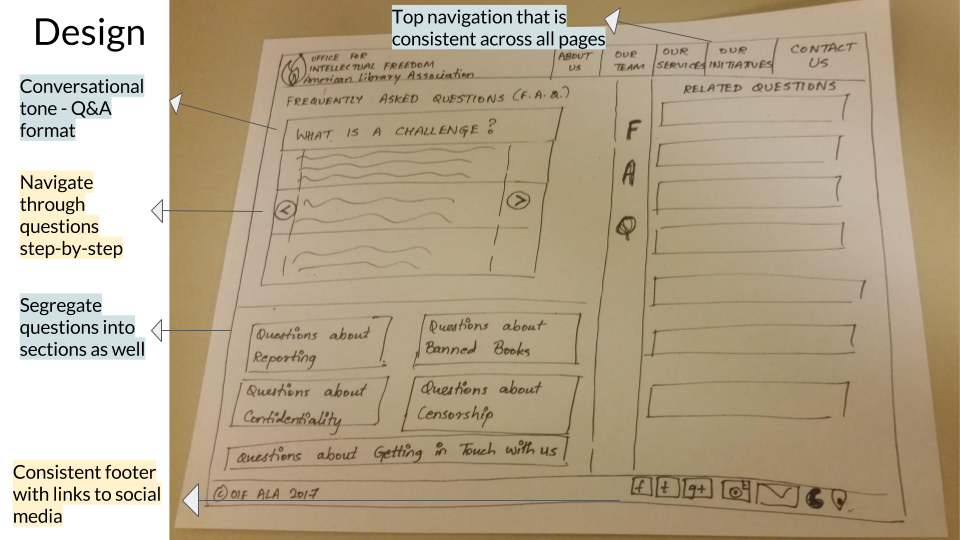 Design
Top navigation that is
consistent across all pages
Conversational
tone - Q&A
format
Navigate
through
questions
step-by-step
Segregate
questions into
sections as well
Consistent footer
with links to social
media
OFFICE FOR
INTELLECTUAL FREEDOM
American Library Association
ABOUT
US
OUR
TEAM
OUR
SERVICES
OUR
INITIATIVES
CONTACT
US
FREQUENTLY ASKED QUESTIONS (F.A.Q.)
WHAT IS A CHALLENGE?
<
>
F
A
Q
RELATED QUESTIONS
Questions about
Reporting
Questions about
Banned Books
Questions about
Confidentiality
Questions about
Censorship
Questions about Getting in Touch with us
© OIF ALA 2017
f t g+